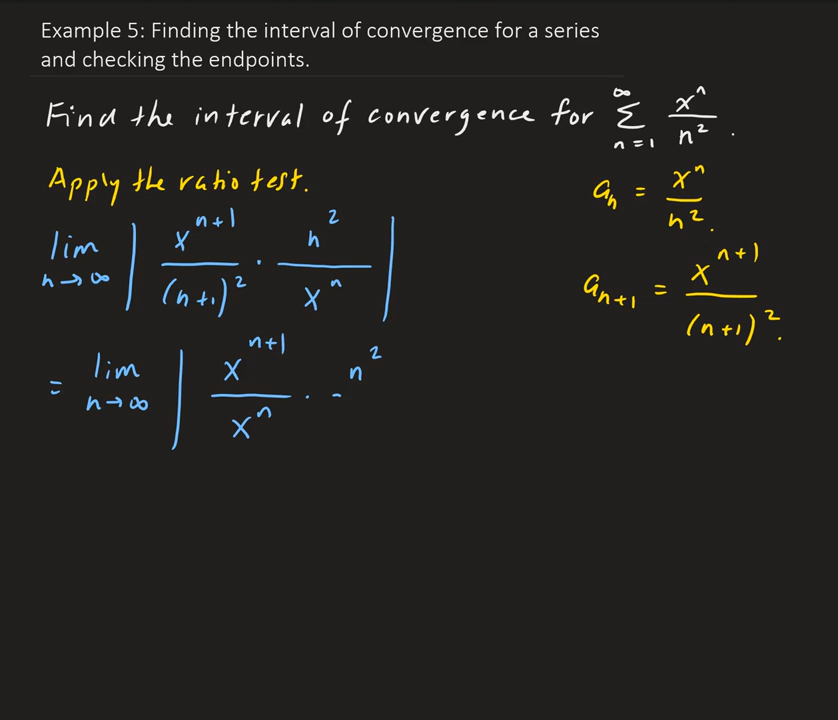 Example 5: Finding the interval of convergence for a series
and checking the endpoints.
Find the interval of convergence for ∑_{n=1}^{∞} x^n / n^2 .
Apply the ratio test.
a_n = x^n / n^2 .
lim_{n→∞} | x^{n+1} / (n+1)^2 · n^2 / x^n |
a_{n+1} = x^{n+1} / (n+1)^2 .
= lim_{n→∞} | x^{n+1} / x^n · n^2